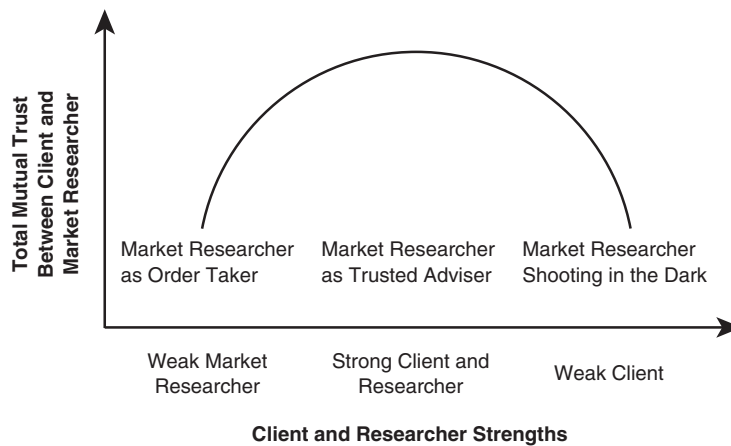 Total Mutual Trust
Between Client and
Market Researcher
Market Researcher
as Order Taker
Market Researcher
as Trusted Adviser
Market Researcher
Shooting in the Dark
Weak Market
Researcher
Strong Client and
Researcher
Weak Client
Client and Researcher Strengths